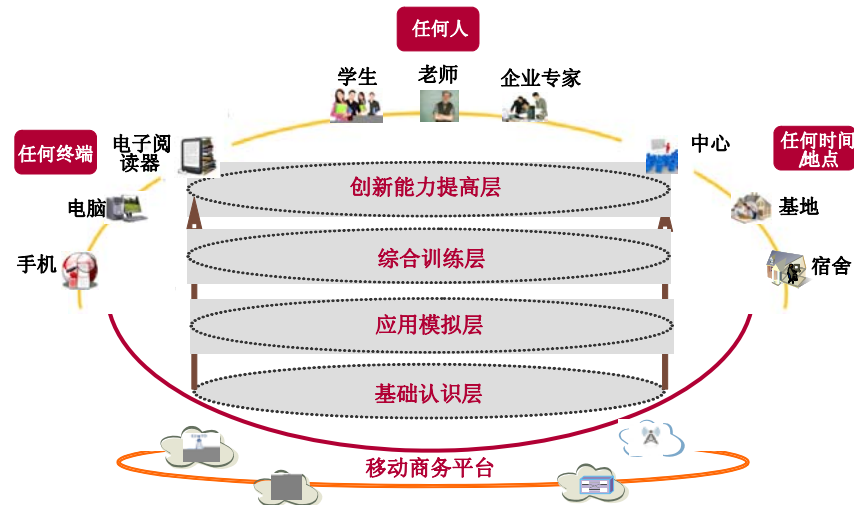 任何人
学生
老师
企业专家
任何终端
电子阅
读器
中心
任何时间
/地点
电脑
基地
手机
宿舍
创新能力提高层
综合训练层
应用模拟层
基础认识层
移动商务平台